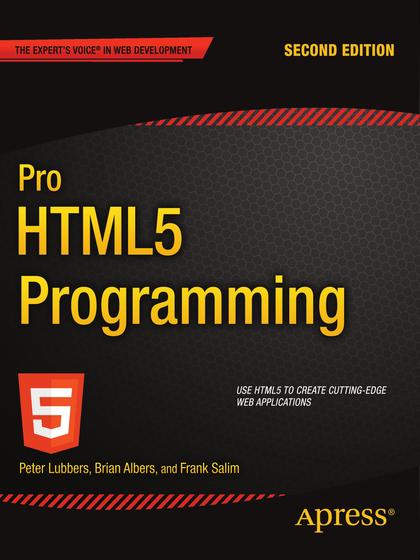 THE EXPERT'S VOICE® IN WEB DEVELOPMENT
SECOND EDITION
Pro
HTML5
Programming
5
USE HTML5 TO CREATE CUTTING-EDGE
WEB APPLICATIONS
Peter Lubbers, Brian Albers, and Frank Salim
Apress®